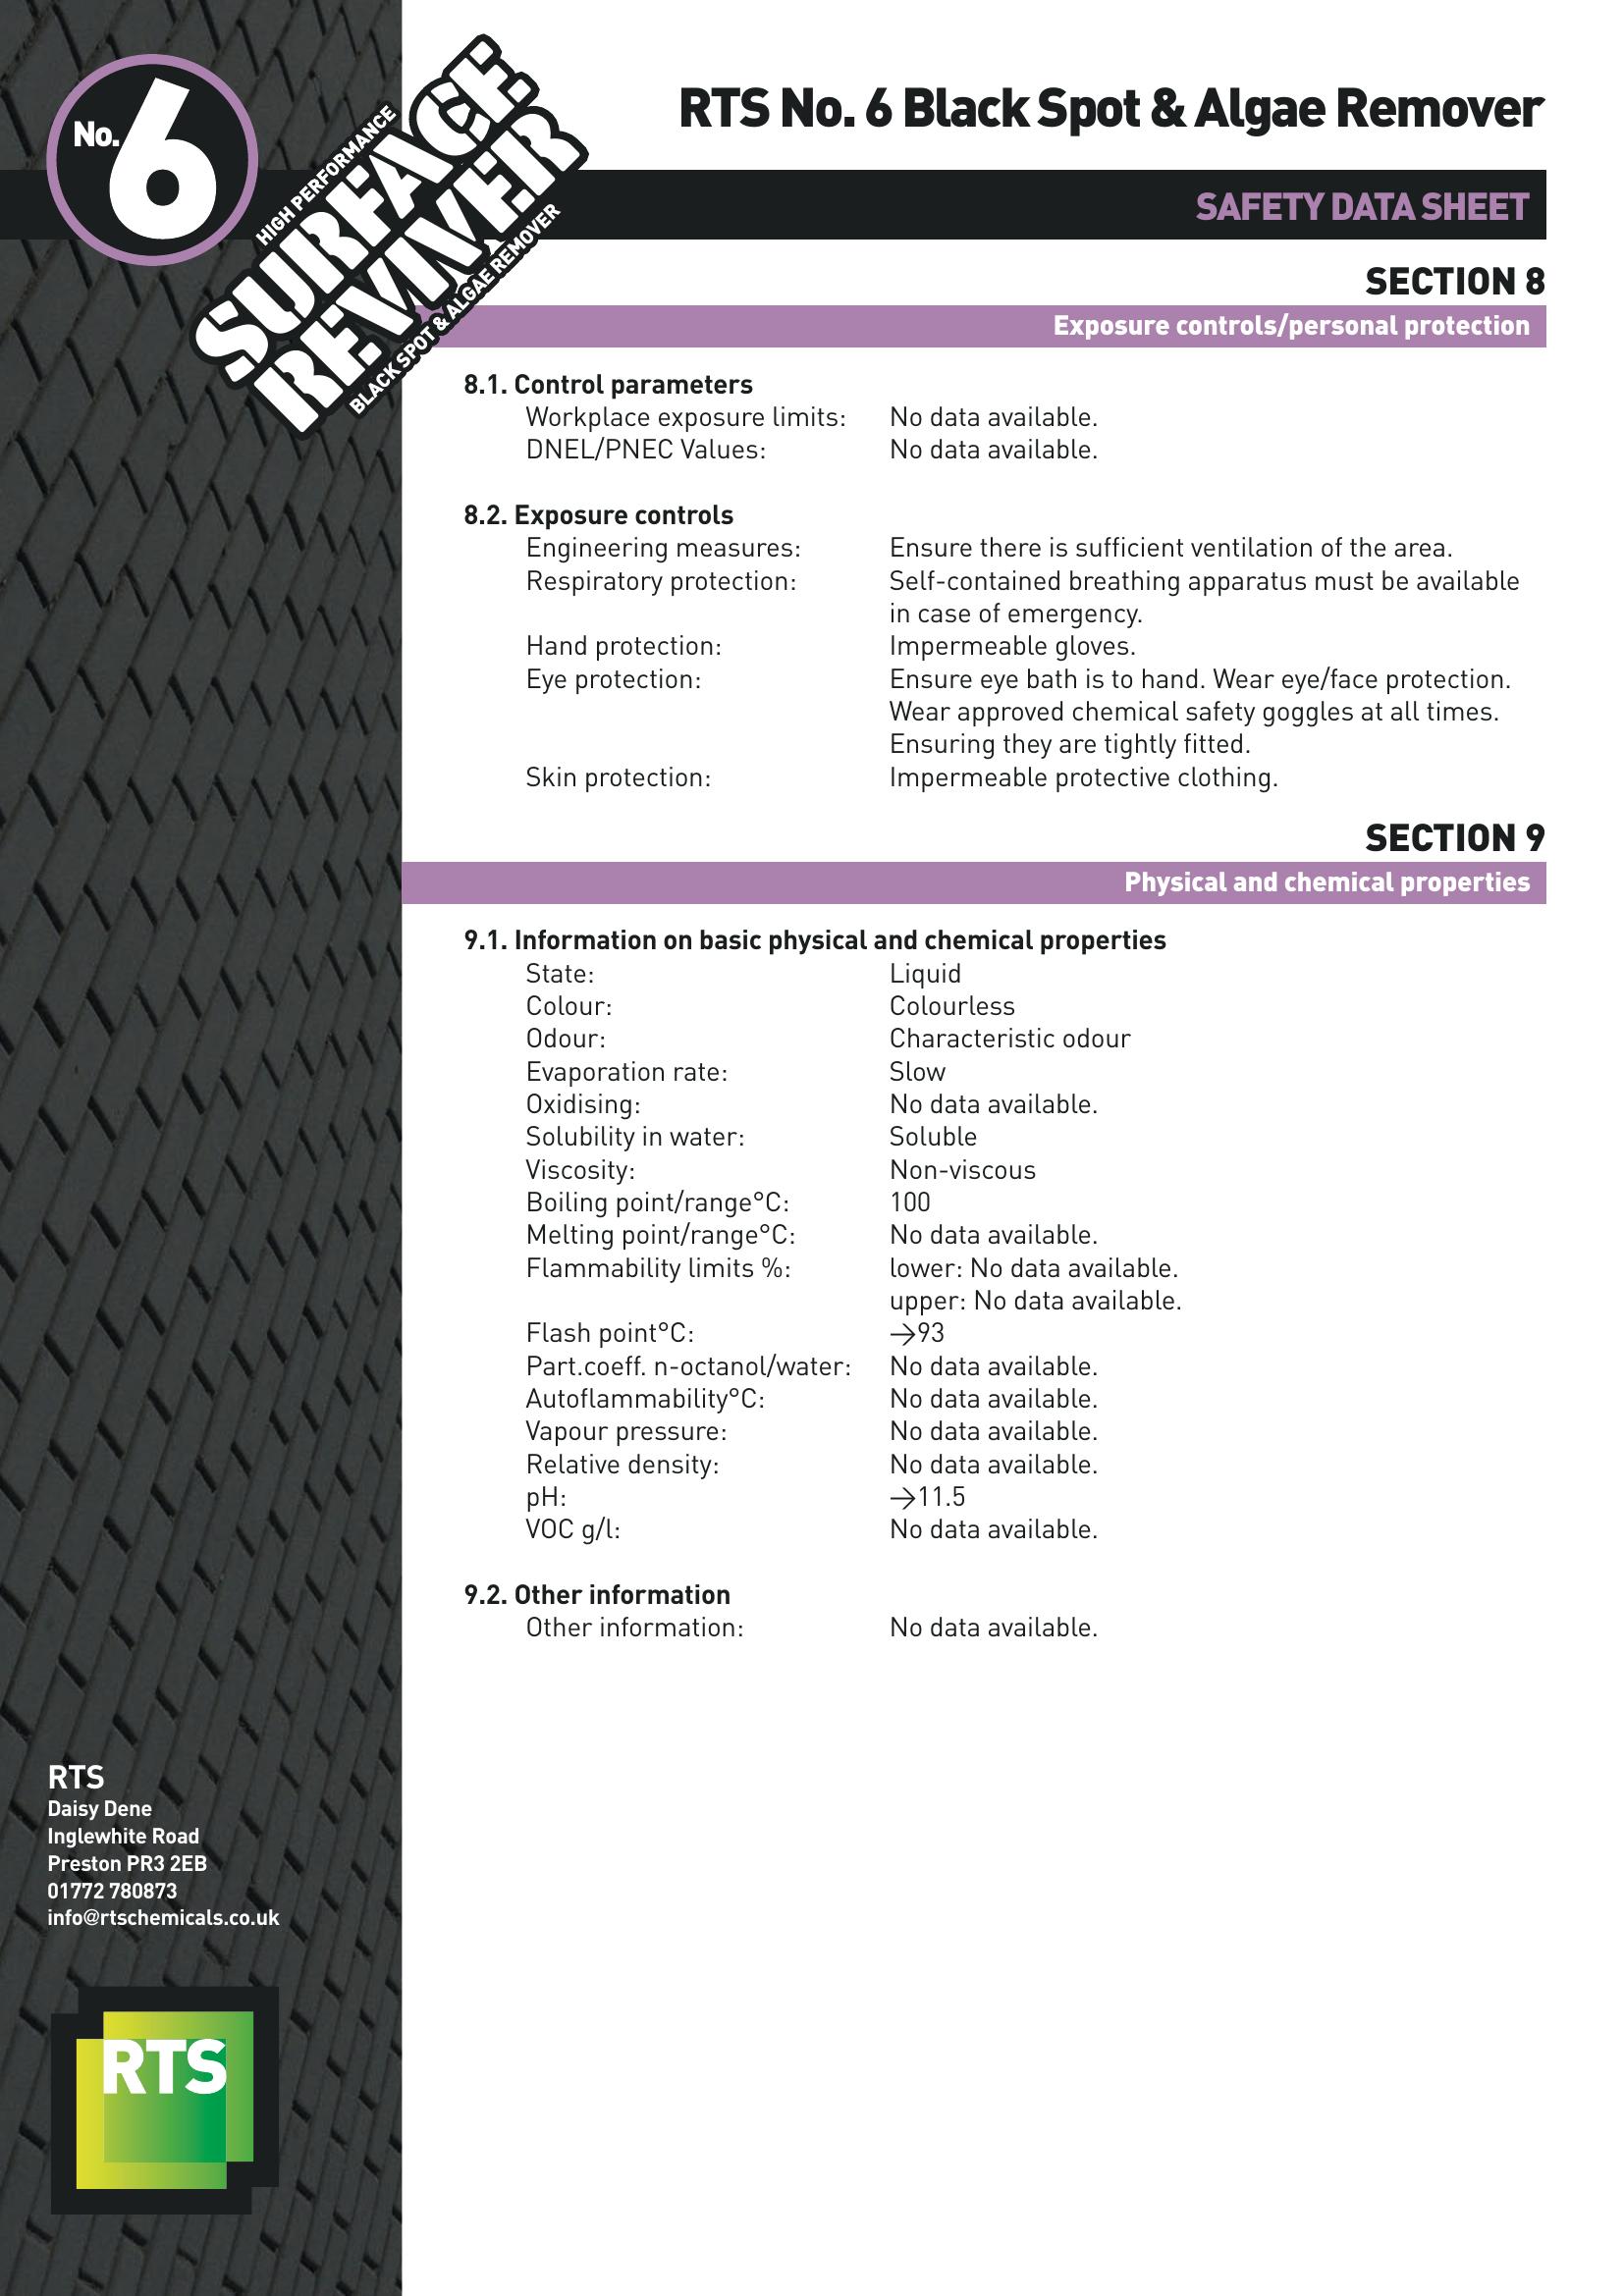 No.6
HIGH PERFORMANCE
SURFACE
REVIVER
BLACK SPOT & ALGAE REMOVER
RTS No. 6 Black Spot & Algae Remover
SAFETY DATA SHEET
SECTION 8
Exposure controls/personal protection
8.1. Control parameters
Workplace exposure limits: No data available.
DNEL/PNEC Values: No data available.
8.2. Exposure controls
Engineering measures: Ensure there is sufficient ventilation of the area.
Respiratory protection: Self-contained breathing apparatus must be available
in case of emergency.
Hand protection: Impermeable gloves.
Eye protection: Ensure eye bath is to hand. Wear eye/face protection.
Wear approved chemical safety goggles at all times.
Ensuring they are tightly fitted.
Skin protection: Impermeable protective clothing.
SECTION 9
Physical and chemical properties
9.1. Information on basic physical and chemical properties
State: Liquid
Colour: Colourless
Odour: Characteristic odour
Evaporation rate: Slow
Oxidising: No data available.
Solubility in water: Soluble
Viscosity: Non-viscous
Boiling point/range°C: 100
Melting point/range°C: No data available.
Flammability limits %: lower: No data available.
upper: No data available.
Flash point°C: →93
Part.coeff. n-octanol/water: No data available.
Autoflammability°C: No data available.
Vapour pressure: No data available.
Relative density: No data available.
pH: →11.5
VOC g/l: No data available.
9.2. Other information
Other information: No data available.
RTS
Daisy Dene
Inglewhite Road
Preston PR3 2EB
01772 780873
info@rtschemicals.co.uk
RTS